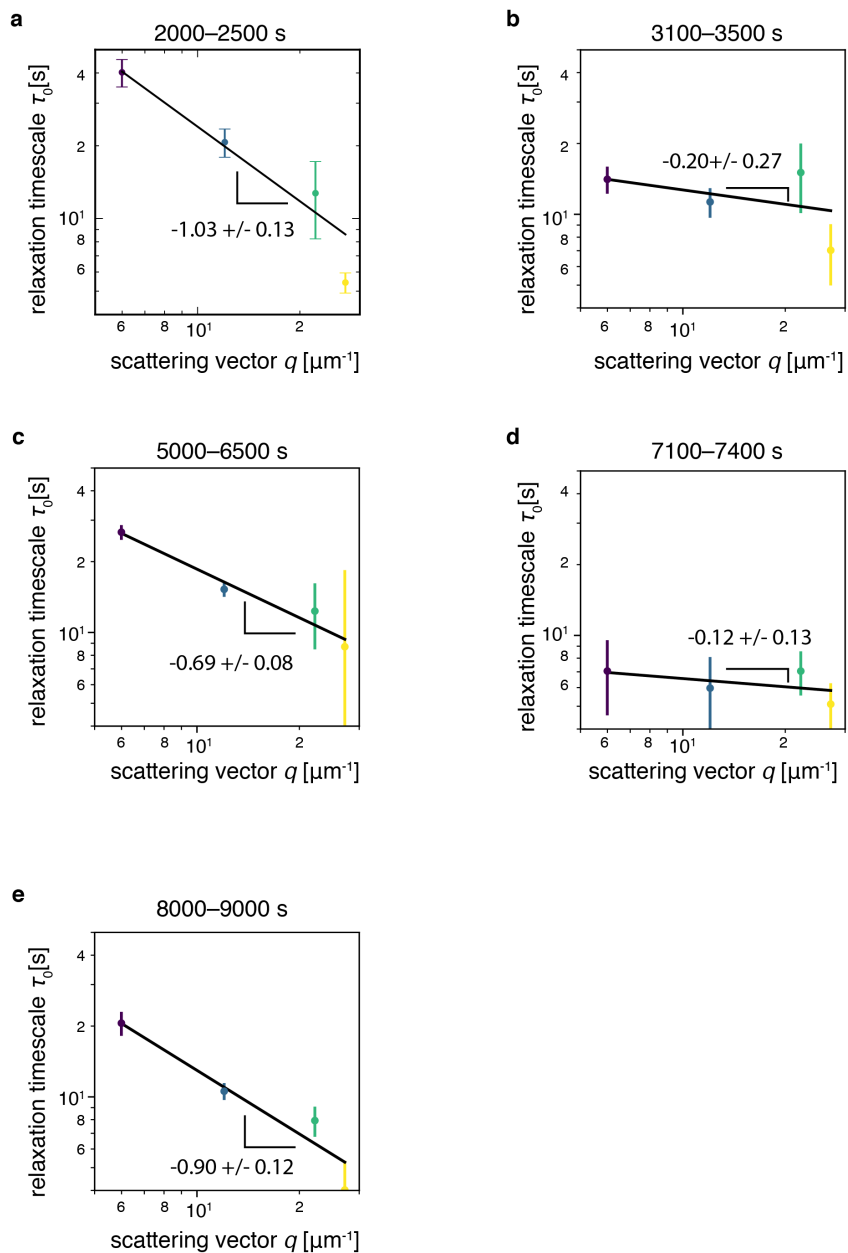 a
2000–2500 s
relaxation timescale τ0[s]
4
2
10¹
8
6
-1.03 +/- 0.13
6
8
10¹
2
scattering vector q [µm-1]
b
3100–3500 s
relaxation timescale τ0[s]
4
2
10¹
8
6
-0.20+/- 0.27
6
8
10¹
2
scattering vector q [µm-1]
c
5000–6500 s
relaxation timescale τ0[s]
4
2
10¹
8
6
-0.69 +/- 0.08
6
8
10¹
2
scattering vector q [µm-1]
d
7100–7400 s
relaxation timescale τ0[s]
4
2
10¹
8
6
-0.12 +/- 0.13
6
8
10¹
2
scattering vector q [µm-1]
e
8000–9000 s
relaxation timescale τ0[s]
4
2
10¹
8
6
-0.90 +/- 0.12
6
8
10¹
2
scattering vector q [µm-1]